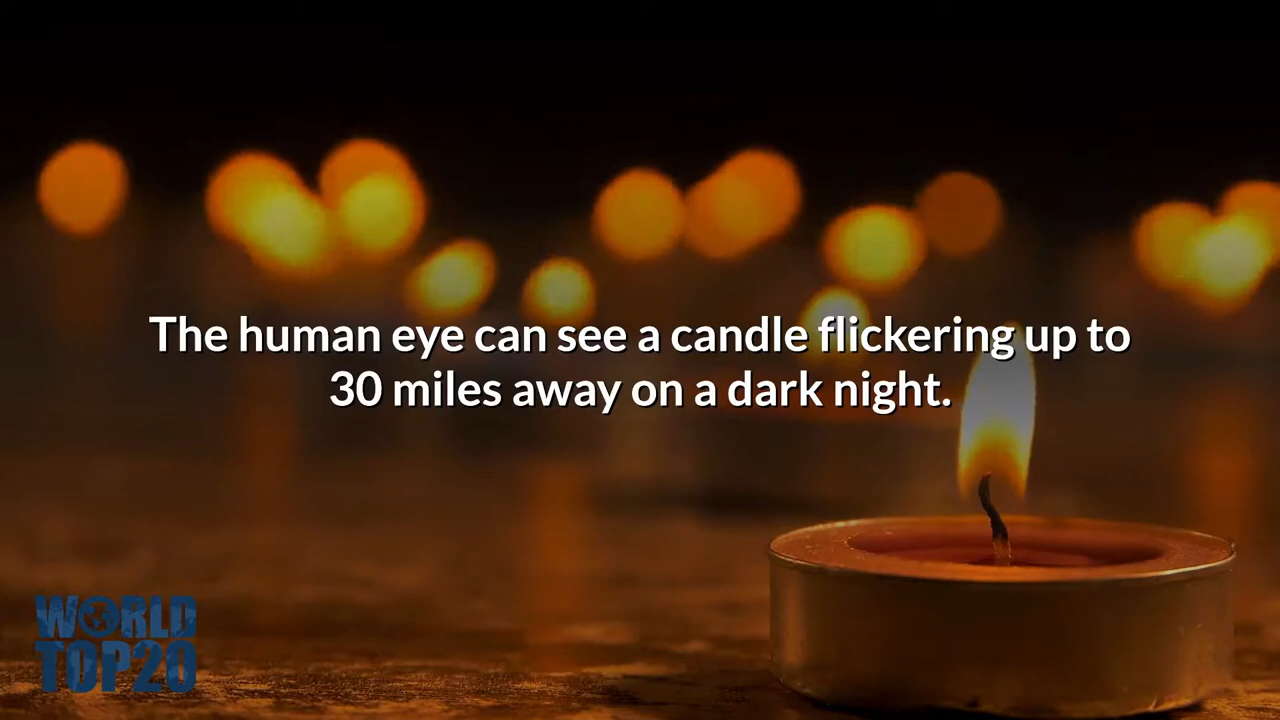 The human eye can see a candle flickering up to
30 miles away on a dark night.
WORLD
TOP20